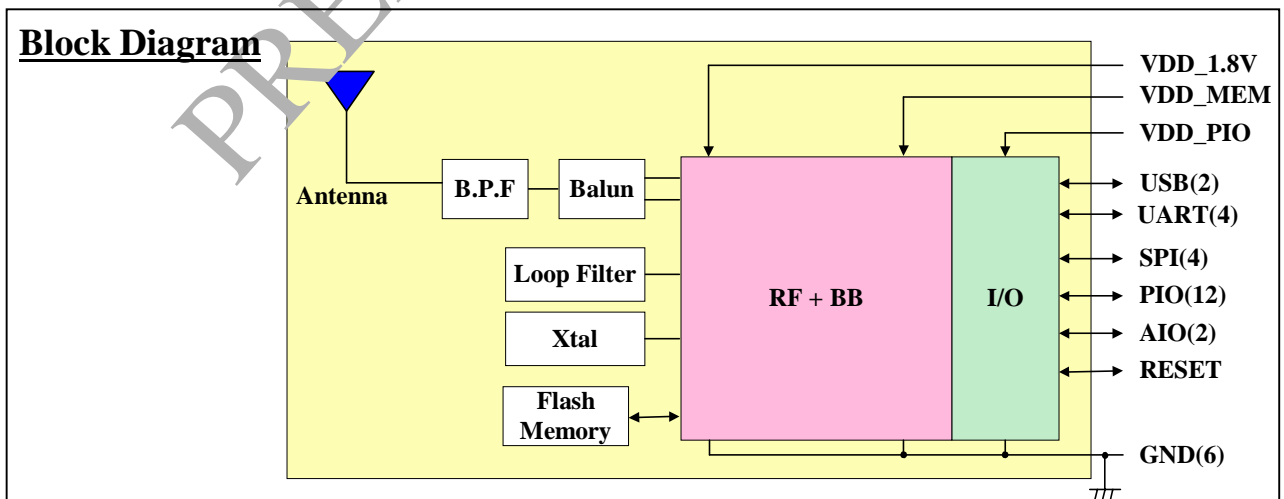 Block Diagram
PRE
VDD_1.8V
VDD_MEM
VDD_PIO
Antenna
B.P.F
Balun
USB(2)
UART(4)
Loop Filter
SPI(4)
RF + BB
I/O
PIO(12)
Xtal
AIO(2)
RESET
Flash
Memory
GND(6)